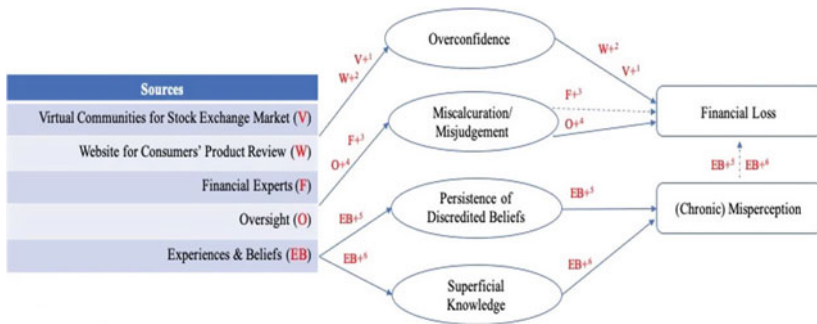 Sources
Virtual Communities for Stock Exchange Market (V)
Website for Consumers' Product Review (W)
Financial Experts (F)
Oversight (O)
Experiences & Beliefs (EB)
V+¹
W+²
F+³
O+⁴
EB+⁵
EB+⁶
Overconfidence
Miscalcuration/
Misjudgement
Persistence of
Discredited Beliefs
Superficial
Knowledge
W+²
V+¹
F+³
O+⁴
EB+⁵
EB+⁶
Financial Loss
EB+⁵ EB+⁶
(Chronic) Misperception